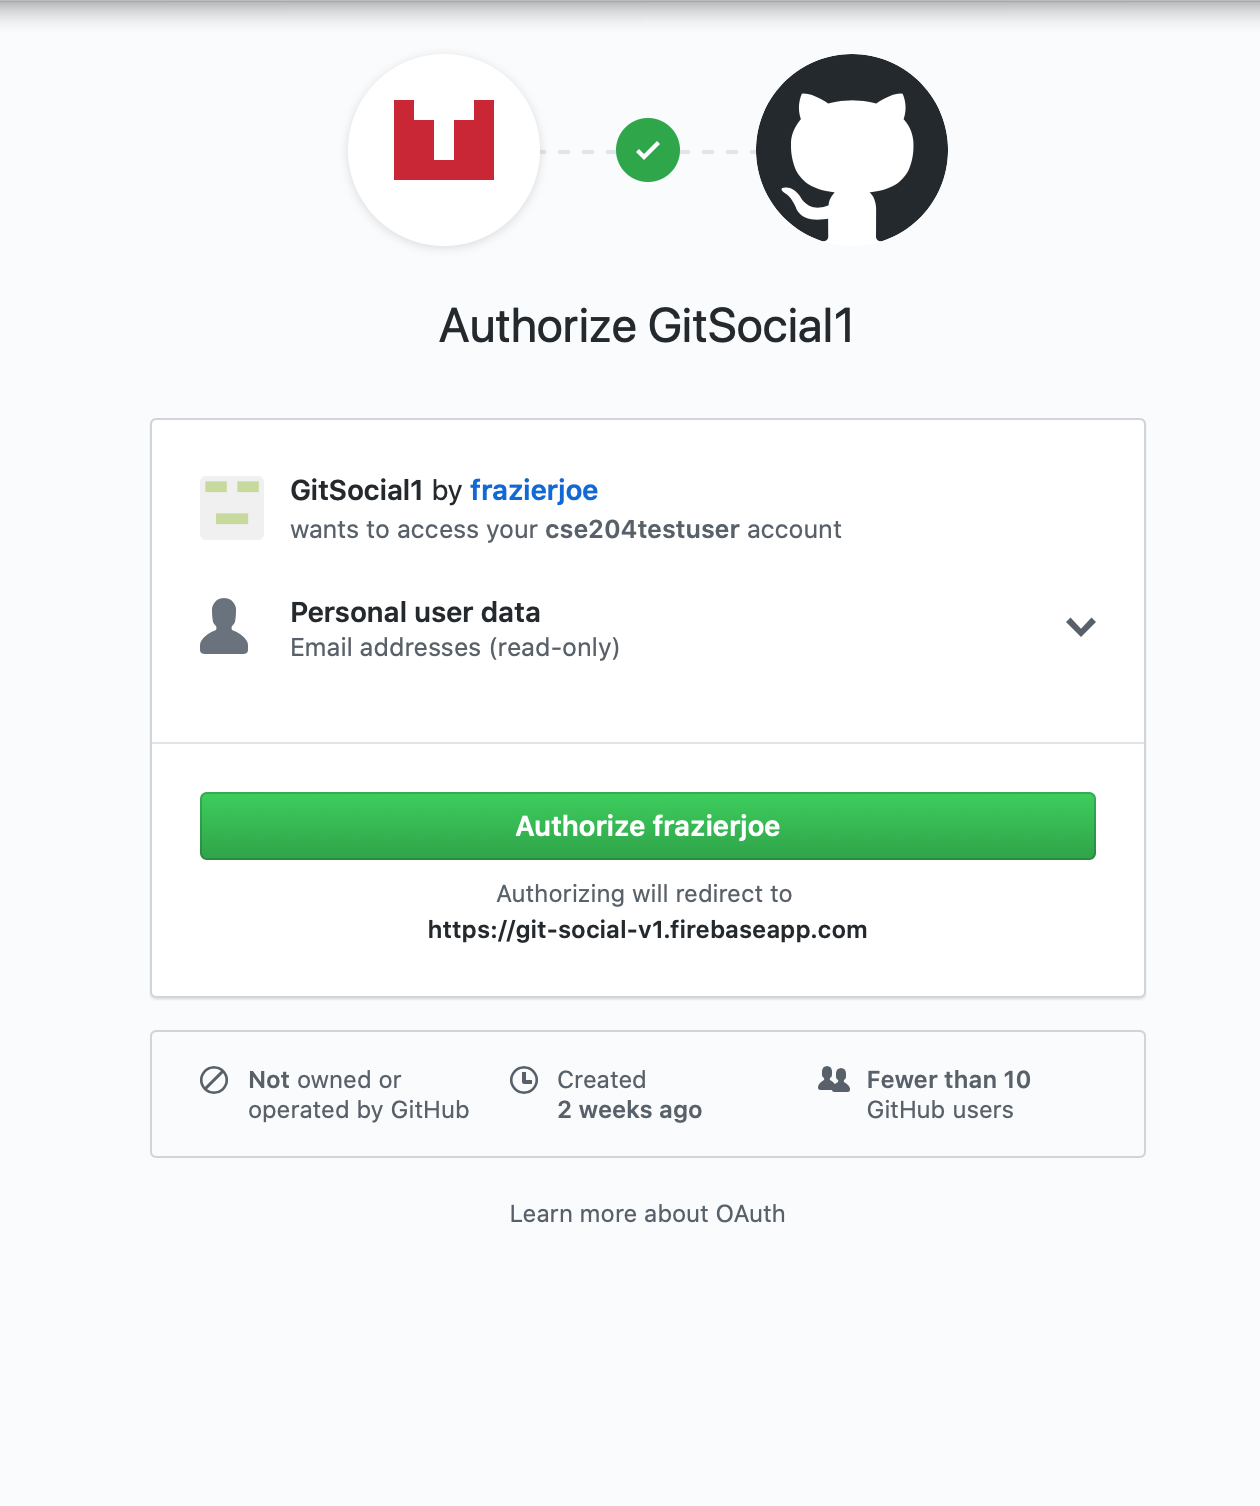 Authorize GitSocial1
GitSocial1 by frazierjoe
wants to access your cse204testuser account
Personal user data
Email addresses (read-only)
Authorize frazierjoe
Authorizing will redirect to
https://git-social-v1.firebaseapp.com
Not owned or
operated by GitHub
Created
2 weeks ago
Fewer than 10
GitHub users
Learn more about OAuth